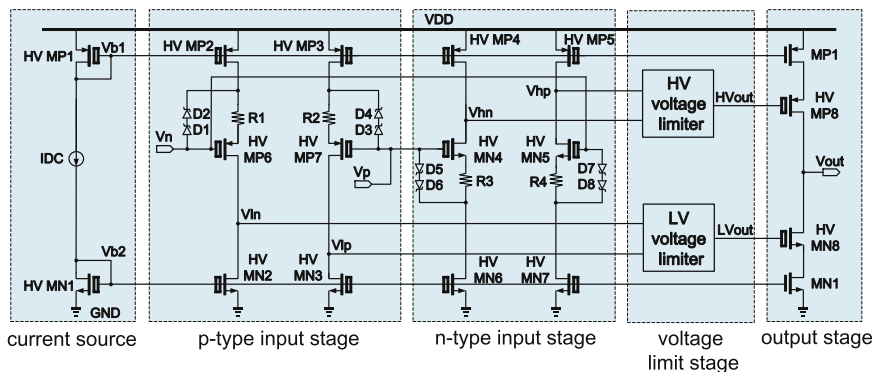 VDD
HV MP1
Vb1
HV MP2
HV MP3
HV MP4
HV MP5
MP1
Vhp
Vhn
HV
voltage
limiter
HVout
HV
MP8
D2
D1
R1
R2
D4
D3
Vn
HV
MP6
HV
MP7
HV
MN4
HV
MN5
IDC
Vp
D5
D6
R3
R4
D7
D8
Vout
Vln
Vlp
LV
voltage
limiter
LVout
HV
MN8
Vb2
HV MN1
HV
MN2
HV
MN3
HV
MN6
HV
MN7
MN1
GND
current source
p-type input stage
n-type input stage
voltage
limit stage
output stage